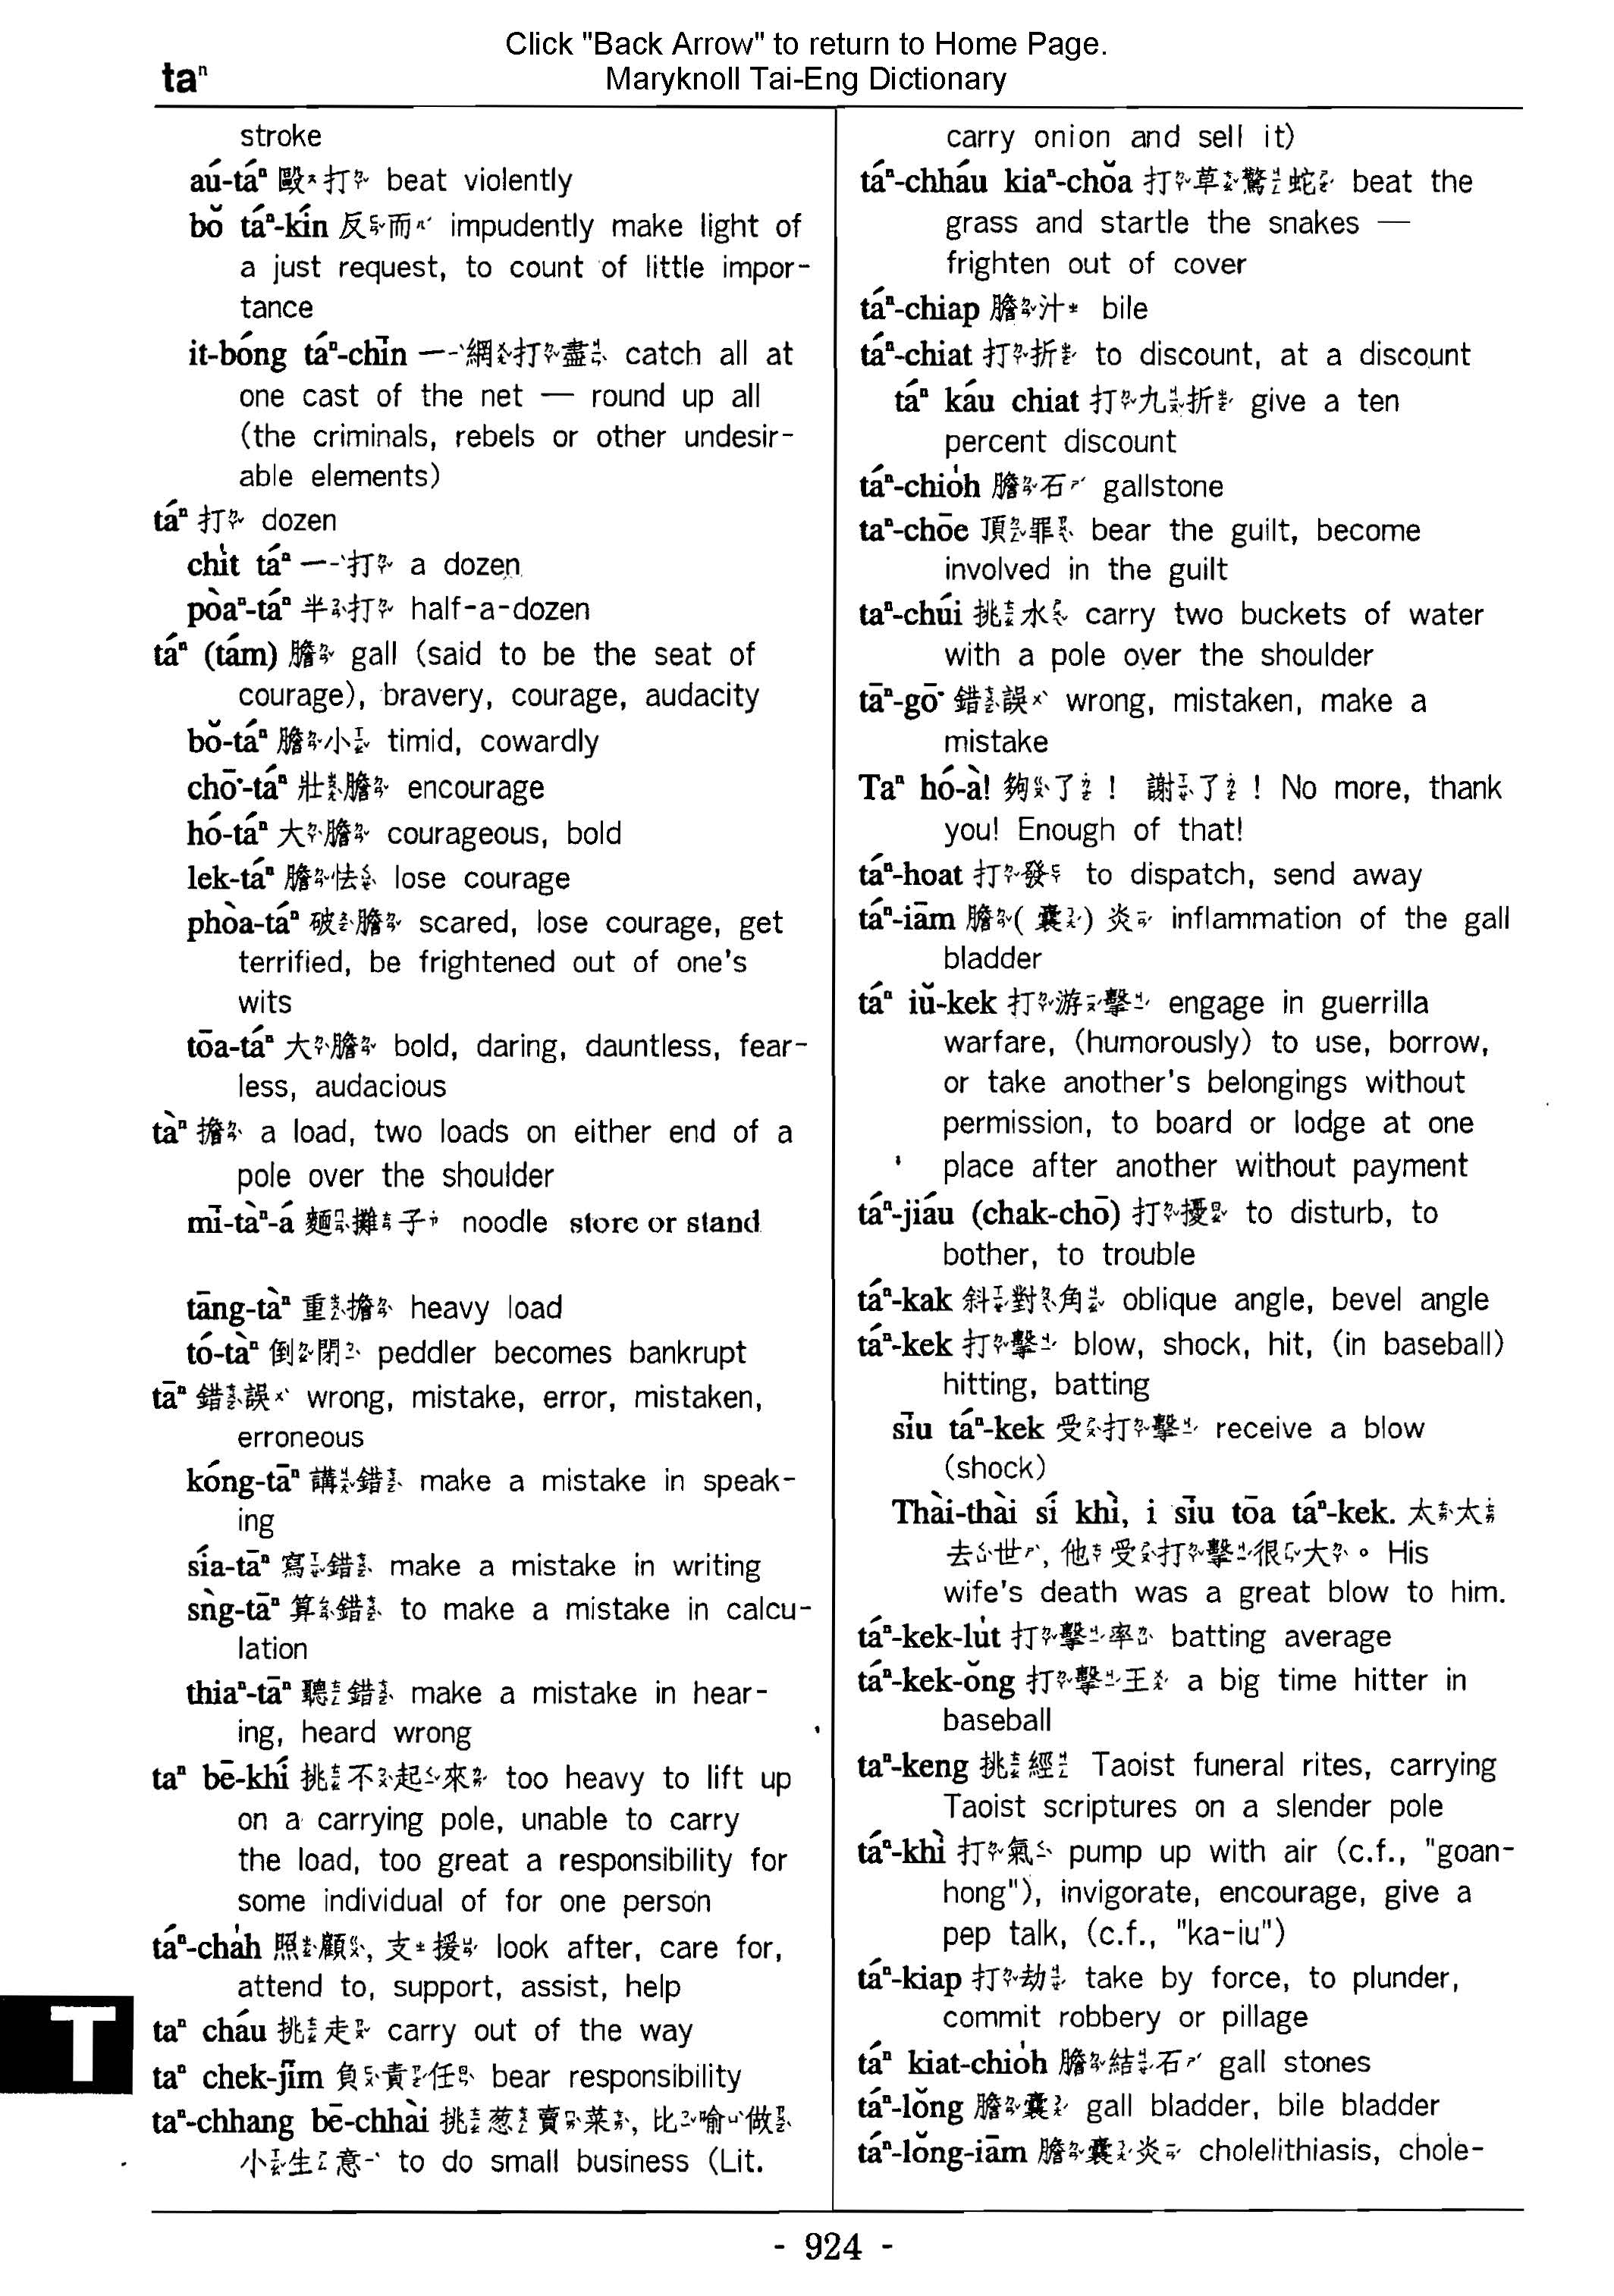 Click "Back Arrow" to return to Home Page.
Maryknoll Tai-Eng Dictionary
taⁿ
stroke
aú-táⁿ 毆打 beat violently
bŏ táⁿ-kín 反而 impudently make light of
a just request, to count of little impor-
tance
it-bóng táⁿ-chīn 一網打盡 catch all at
one cast of the net — round up all
(the criminals, rebels or other undesir-
able elements)
táⁿ 打 dozen
chi̍t táⁿ 一打 a dozen
pòaⁿ-táⁿ 半打 half-a-dozen
táⁿ (tám) 膽 gall (said to be the seat of
courage), bravery, courage, audacity
bŏ-táⁿ 膽小 timid, cowardly
chō͘-táⁿ 壯膽 encourage
hó-táⁿ 大膽 courageous, bold
lek-táⁿ 膽怯 lose courage
phòa-táⁿ 破膽 scared, lose courage, get
terrified, be frightened out of one's
wits
tōa-táⁿ 大膽 bold, daring, dauntless, fear-
less, audacious
tàⁿ 擔 a load, two loads on either end of a
pole over the shoulder
mī-tàⁿ-á 麵攤子 noodle store or stand
tāng-tàⁿ 重擔 heavy load
tó-tàⁿ 倒閉 peddler becomes bankrupt
tāⁿ 錯誤 wrong, mistake, error, mistaken,
erroneous
kóng-tāⁿ 講錯 make a mistake in speak-
ing
siá-tāⁿ 寫錯 make a mistake in writing
sǹg-tāⁿ 算錯 to make a mistake in calcu-
lation
thiaⁿ-tāⁿ 聽錯 make a mistake in hear-
ing, heard wrong
taⁿ bē-khí 挑不起來 too heavy to lift up
on a carrying pole, unable to carry
the load, too great a responsibility for
some individual of for one person
táⁿ-cha̍h 照顧, 支援 look after, care for,
attend to, support, assist, help
taⁿ cháu 挑走 carry out of the way
taⁿ chek-jīm 負責任 bear responsibility
taⁿ-chhang bē-chhài 挑葱賣菜, 比喻做
小生意 to do small business (Lit.
carry onion and sell it)
táⁿ-chháu kiaⁿ-chŏa 打草驚蛇 beat the
grass and startle the snakes —
frighten out of cover
táⁿ-chiap 膽汁 bile
táⁿ-chiat 打折 to discount, at a discount
táⁿ káu chiat 打九折 give a ten
percent discount
táⁿ-chio̍h 膽石 gallstone
taⁿ-chōe 頂罪 bear the guilt, become
involved in the guilt
taⁿ-chúi 挑水 carry two buckets of water
with a pole over the shoulder
tāⁿ-gō͘ 錯誤 wrong, mistaken, make a
mistake
Taⁿ hó-à! 夠了！ 謝了！ No more, thank
you! Enough of that!
táⁿ-hoat 打發 to dispatch, send away
táⁿ-iām 膽(囊)炎 inflammation of the gall
bladder
táⁿ iŭ-kek 打游擊 engage in guerrilla
warfare, (humorously) to use, borrow,
or take another's belongings without
permission, to board or lodge at one
place after another without payment
táⁿ-jiáu (chak-chō) 打擾 to disturb, to
bother, to trouble
táⁿ-kak 斜對角 oblique angle, bevel angle
táⁿ-kek 打擊 blow, shock, hit, (in baseball)
hitting, batting
sīu táⁿ-kek 受打擊 receive a blow
(shock)
Thài-thài sí khì, i sīu tōa táⁿ-kek. 太太
去世, 他受打擊很大。 His
wife's death was a great blow to him.
táⁿ-kek-lu̍t 打擊率 batting average
táⁿ-kek-ŏng 打擊王 a big time hitter in
baseball
taⁿ-keng 挑經 Taoist funeral rites, carrying
Taoist scriptures on a slender pole
táⁿ-khì 打氣 pump up with air (c.f., "goan-
hong"), invigorate, encourage, give a
pep talk, (c.f., "ka-iu")
táⁿ-kiap 打劫 take by force, to plunder,
commit robbery or pillage
táⁿ kiat-chio̍h 膽結石 gall stones
táⁿ-lŏng 膽囊 gall bladder, bile bladder
táⁿ-lŏng-iām 膽囊炎 cholelithiasis, chole-
T
- 924 -